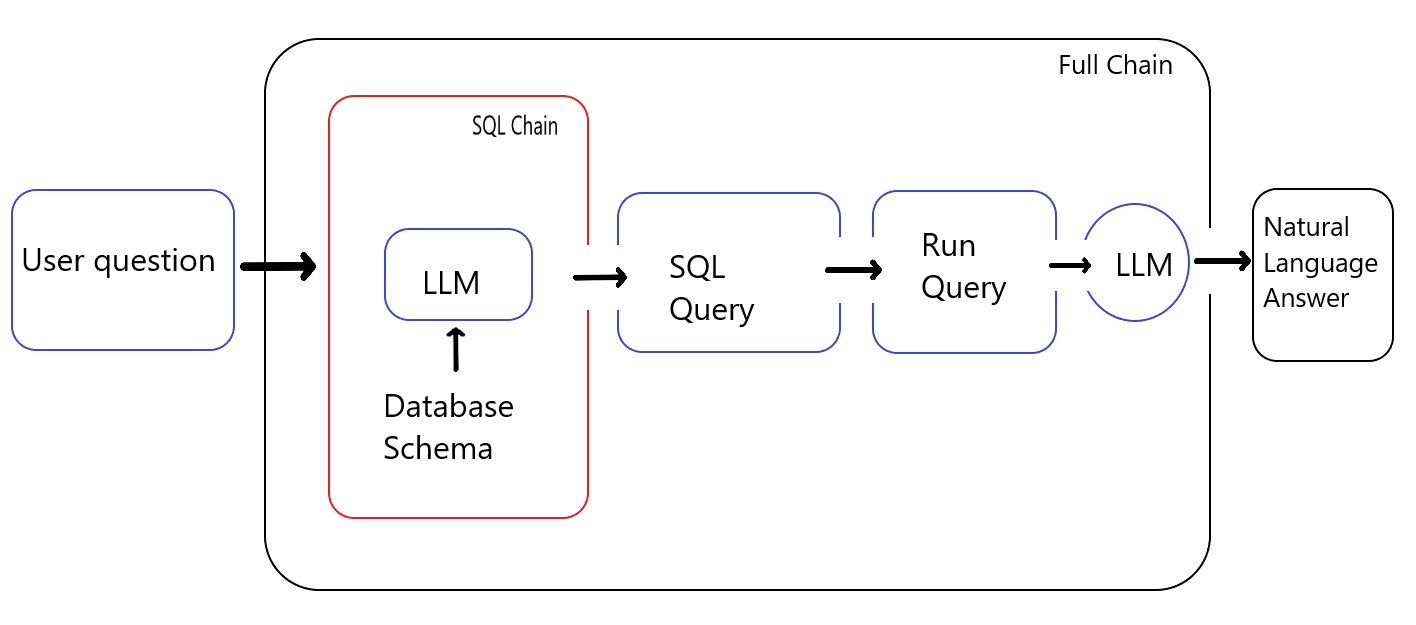 Full Chain
SQL Chain
User question
LLM
Database
Schema
SQL
Query
Run
Query
LLM
Natural
Language
Answer